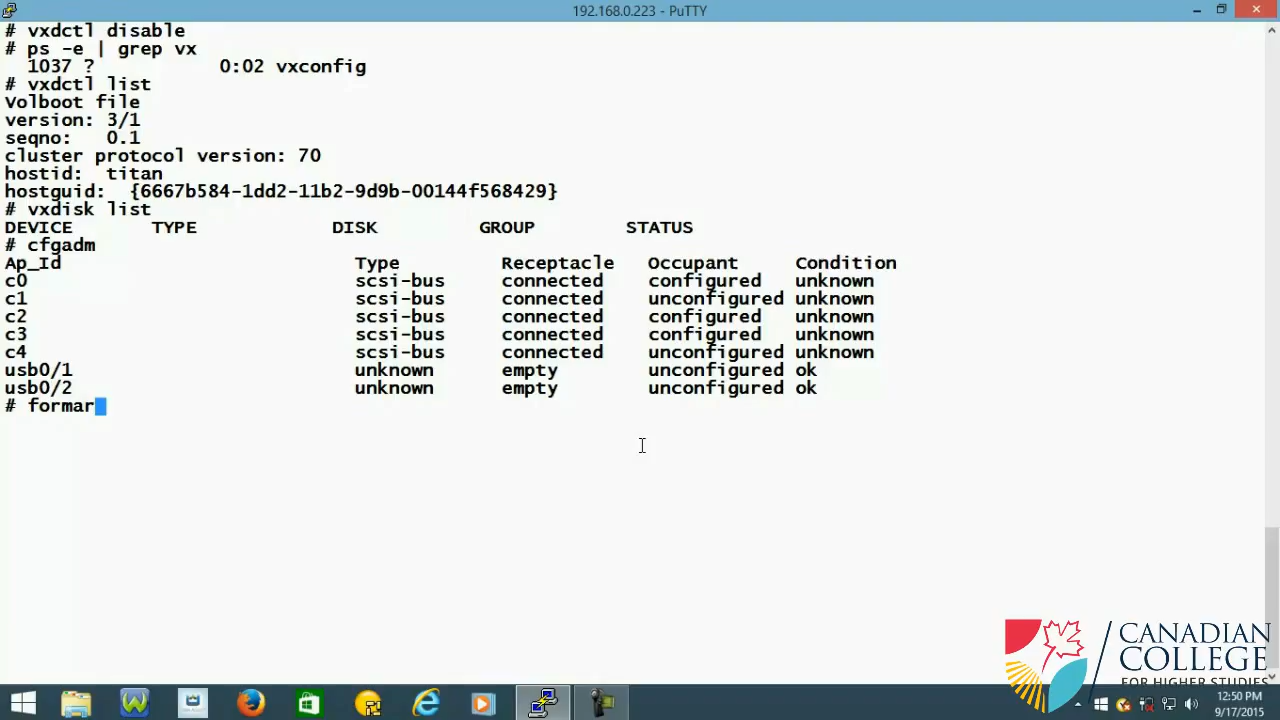 192.168.0.223 - PuTTY
# vxdctl disable
# ps -e | grep vx
1037 ? 0:02 vxconfig
# vxdctl list
Volboot file
version: 3/1
seqno: 0.1
cluster protocol version: 70
hostid: titan
hostguid: {6667b584-1dd2-11b2-9d9b-00144f568429}
# vxdisk list
DEVICE TYPE DISK GROUP STATUS
# cfgadm
Ap_Id Type Receptacle Occupant Condition
c0 scsi-bus connected configured unknown
c1 scsi-bus connected unconfigured unknown
c2 scsi-bus connected configured unknown
c3 scsi-bus connected configured unknown
c4 scsi-bus connected unconfigured unknown
usb0/1 unknown empty unconfigured ok
usb0/2 unknown empty unconfigured ok
# formar
CANADIAN
COLLEGE
FOR HIGHER STUDIES
12:50 PM
9/17/2015